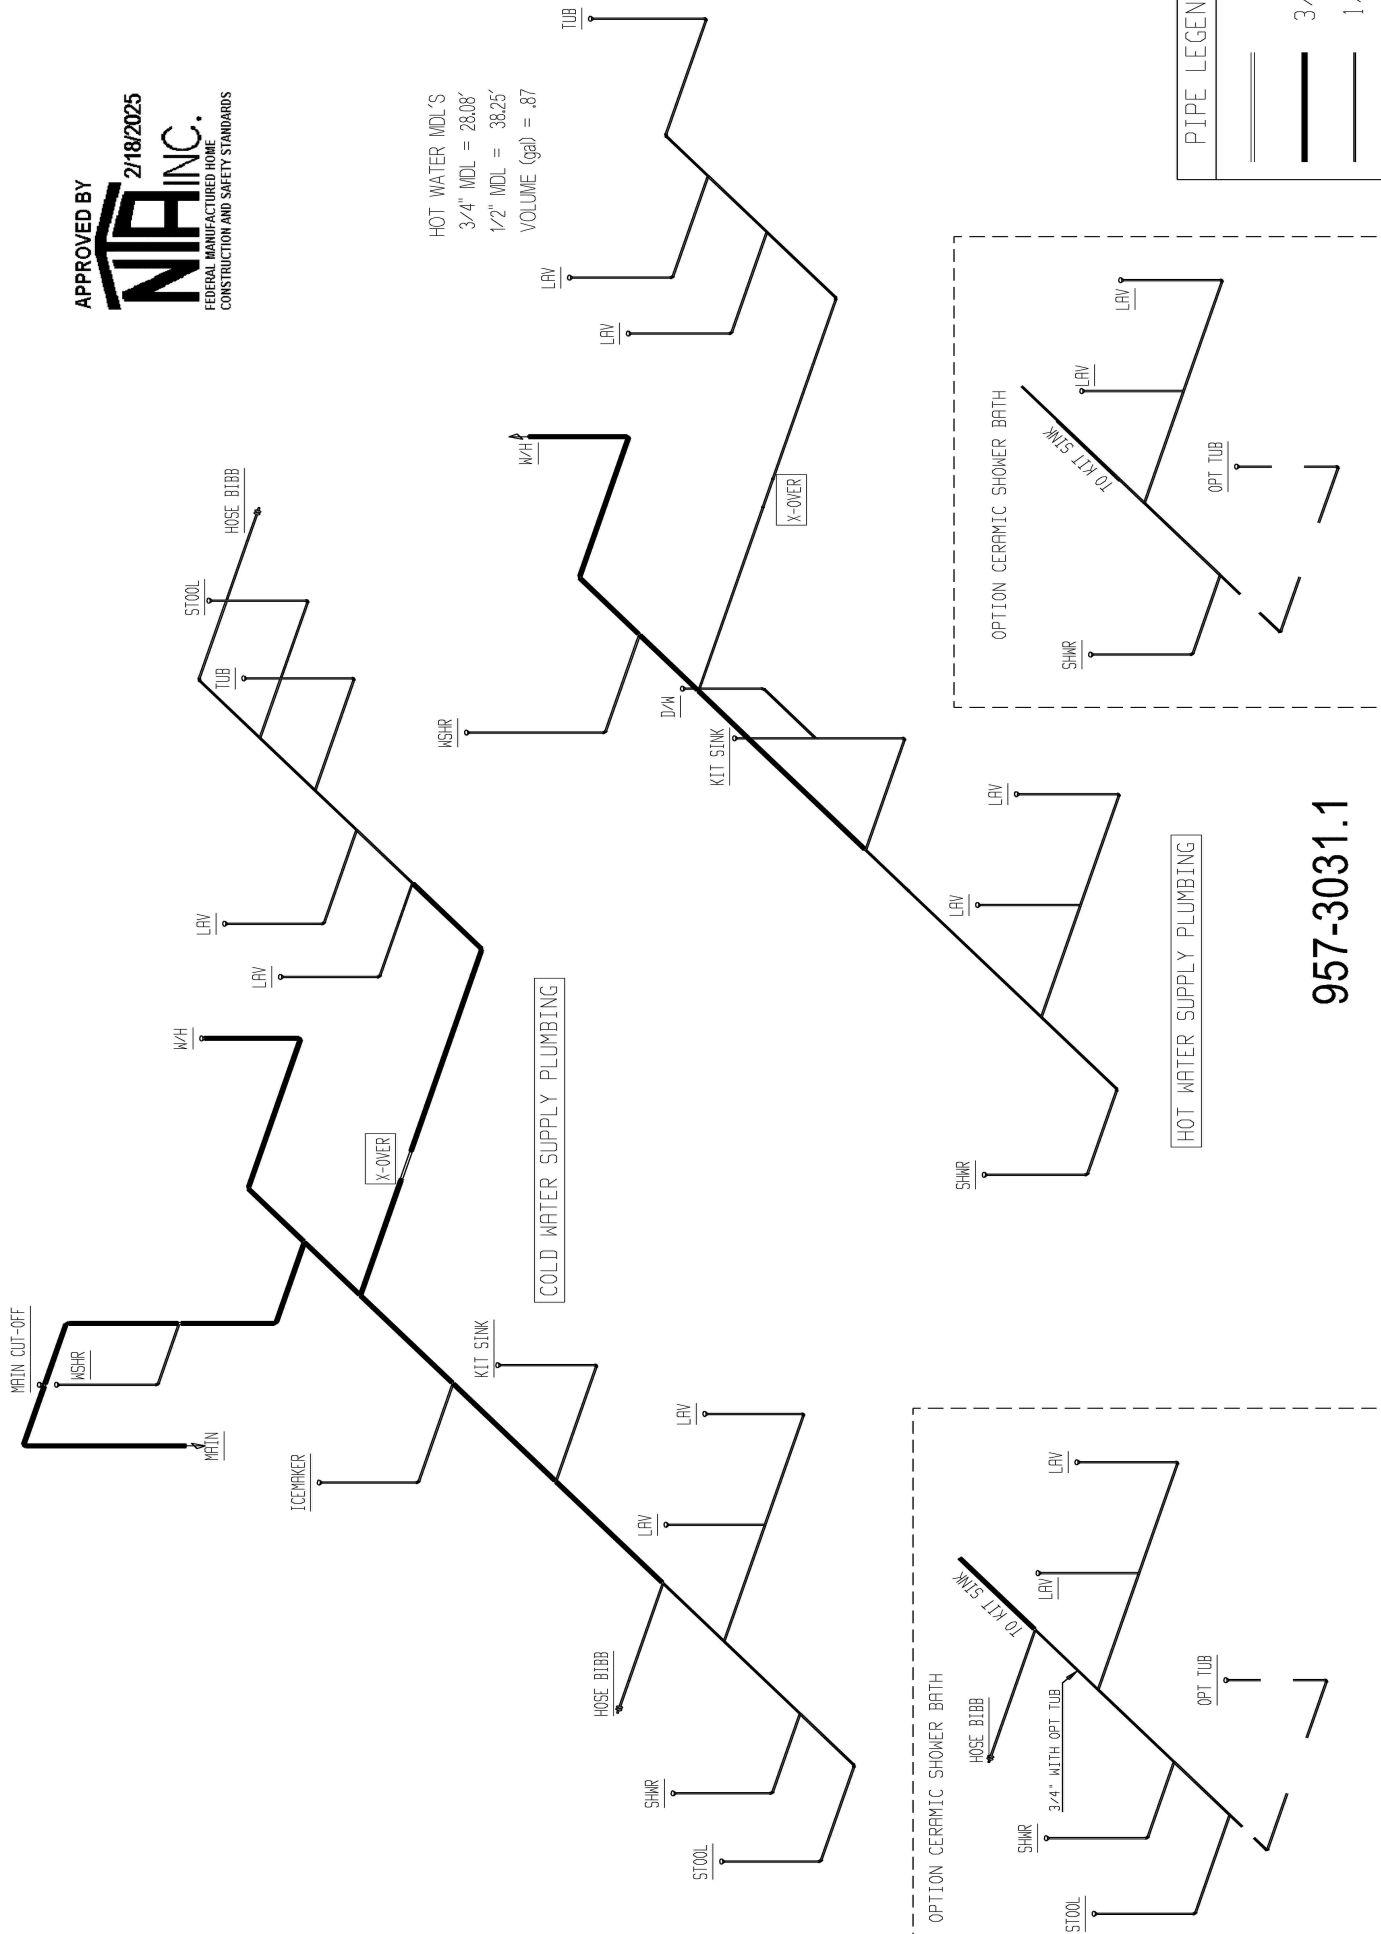 APPROVED BY
2/18/2025
NTA INC.
FEDERAL MANUFACTURED HOME
CONSTRUCTION AND SAFETY STANDARDS
MAIN CUT-OFF
WSHR
MAIN
W/H
X-OVER
ICEMAKER
KIT SINK
LAV
LAV
HOSE BIBB
SHWR
STOOL
LAV
LAV
TUB
STOOL
HOSE BIBB
COLD WATER SUPPLY PLUMBING
HOT WATER MDL'S
3/4" MDL = 28.08'
1/2" MDL = 38.25'
VOLUME (gal) = .87
TUB
LAV
LAV
W/H
X-OVER
WSHR
D/W
KIT SINK
LAV
LAV
SHWR
HOT WATER SUPPLY PLUMBING
OPTION CERAMIC SHOWER BATH
TO KIT SINK
HOSE BIBB
3/4" WITH OPT TUB
LAV
LAV
SHWR
STOOL
OPT TUB
OPTION CERAMIC SHOWER BATH
TO KIT SINK
LAV
LAV
SHWR
OPT TUB
957-3031.1
PIPE LEGEN
3/
1/